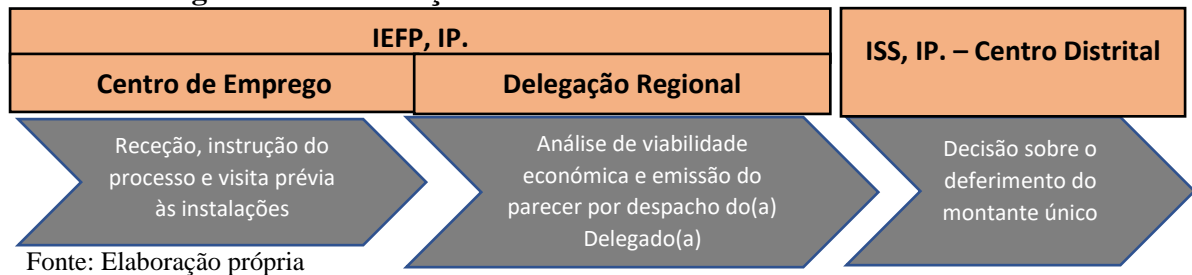 IEFP, IP.
ISS, IP. – Centro Distrital
Centro de Emprego
Delegação Regional
Receção, instrução do
processo e visita prévia
às instalações
Análise de viabilidade
económica e emissão do
parecer por despacho do(a)
Delegado(a)
Decisão sobre o
deferimento do
montante único
Fonte: Elaboração própria